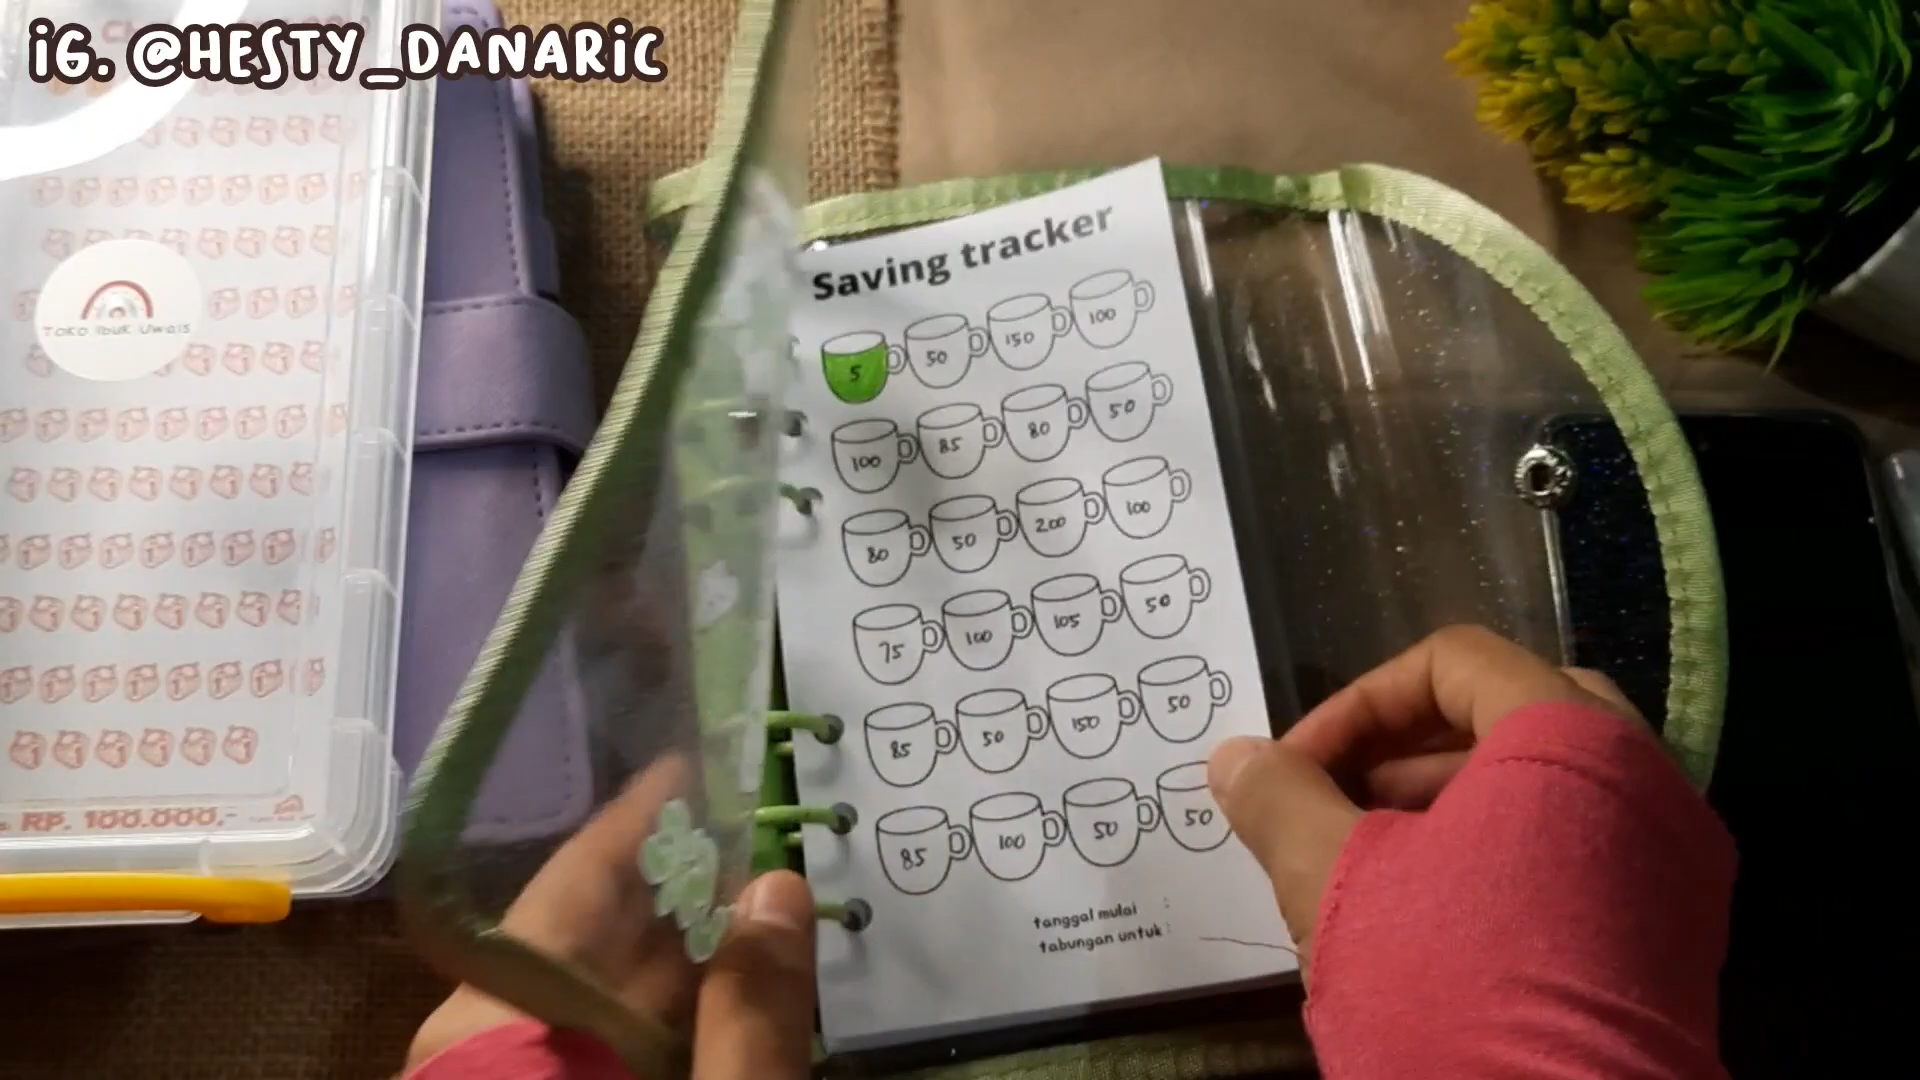 iG. @HESTY_DANARIC
Toko Ibuk Uwais
= RP. 100.000,-
Saving tracker
5 50 150 100
100 85 80 50
80 50 200 100
75 100 105 50
85 50 150 50
85 100 50 50
tanggal mulai :
tabungan untuk :